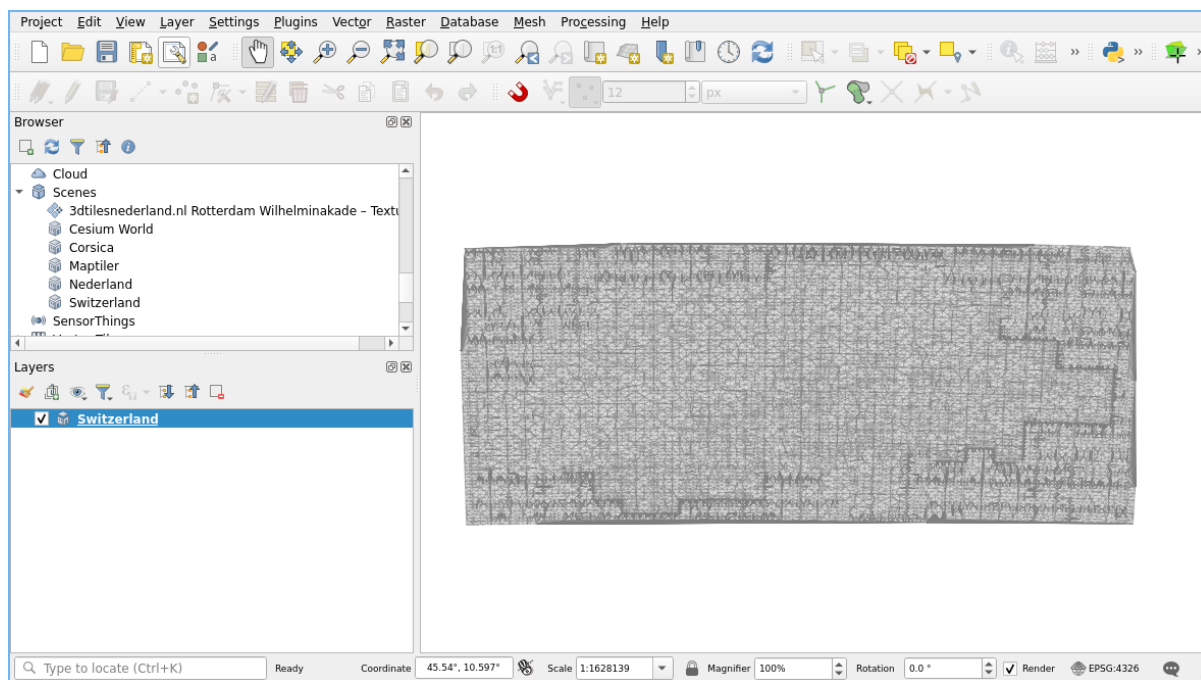 Project Edit View Layer Settings Plugins Vector Raster Database Mesh Processing Help
1:1
a
»
»
»
12 px
Browser
Cloud
Scenes
3dtilesnederland.nl Rotterdam Wilhelminakade – Textu
Cesium World
Corsica
Maptiler
Nederland
Switzerland
SensorThings
Layers
Switzerland
Type to locate (Ctrl+K) Ready Coordinate 45.54°, 10.597° Scale 1:1628139 Magnifier 100% Rotation 0.0 ° Render EPSG:4326